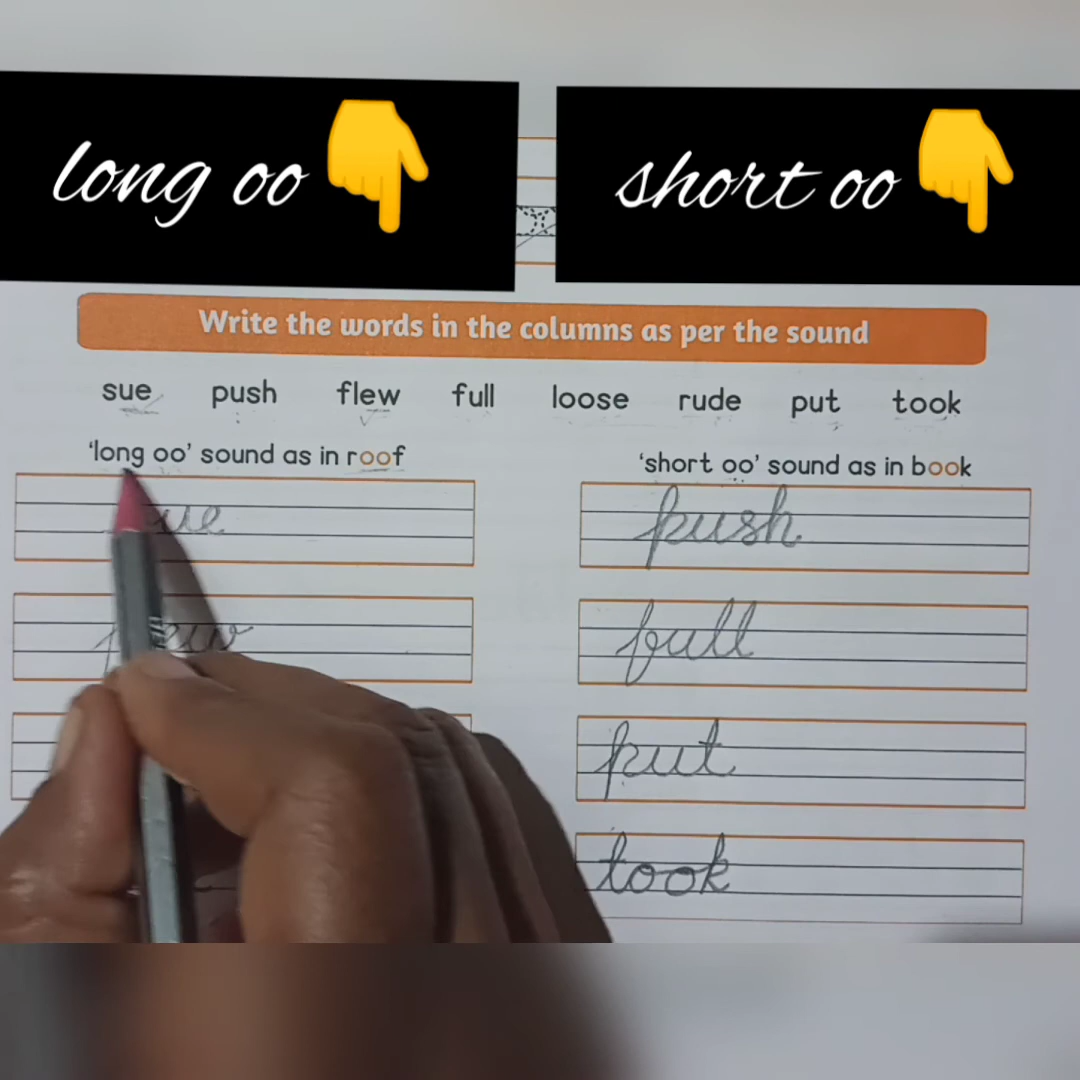 long oo 👇 short oo 👇
Write the words in the columns as per the sound
sue push flew full loose rude put took
‘long oo’ sound as in roof
‘short oo’ sound as in book
push
full
put
took